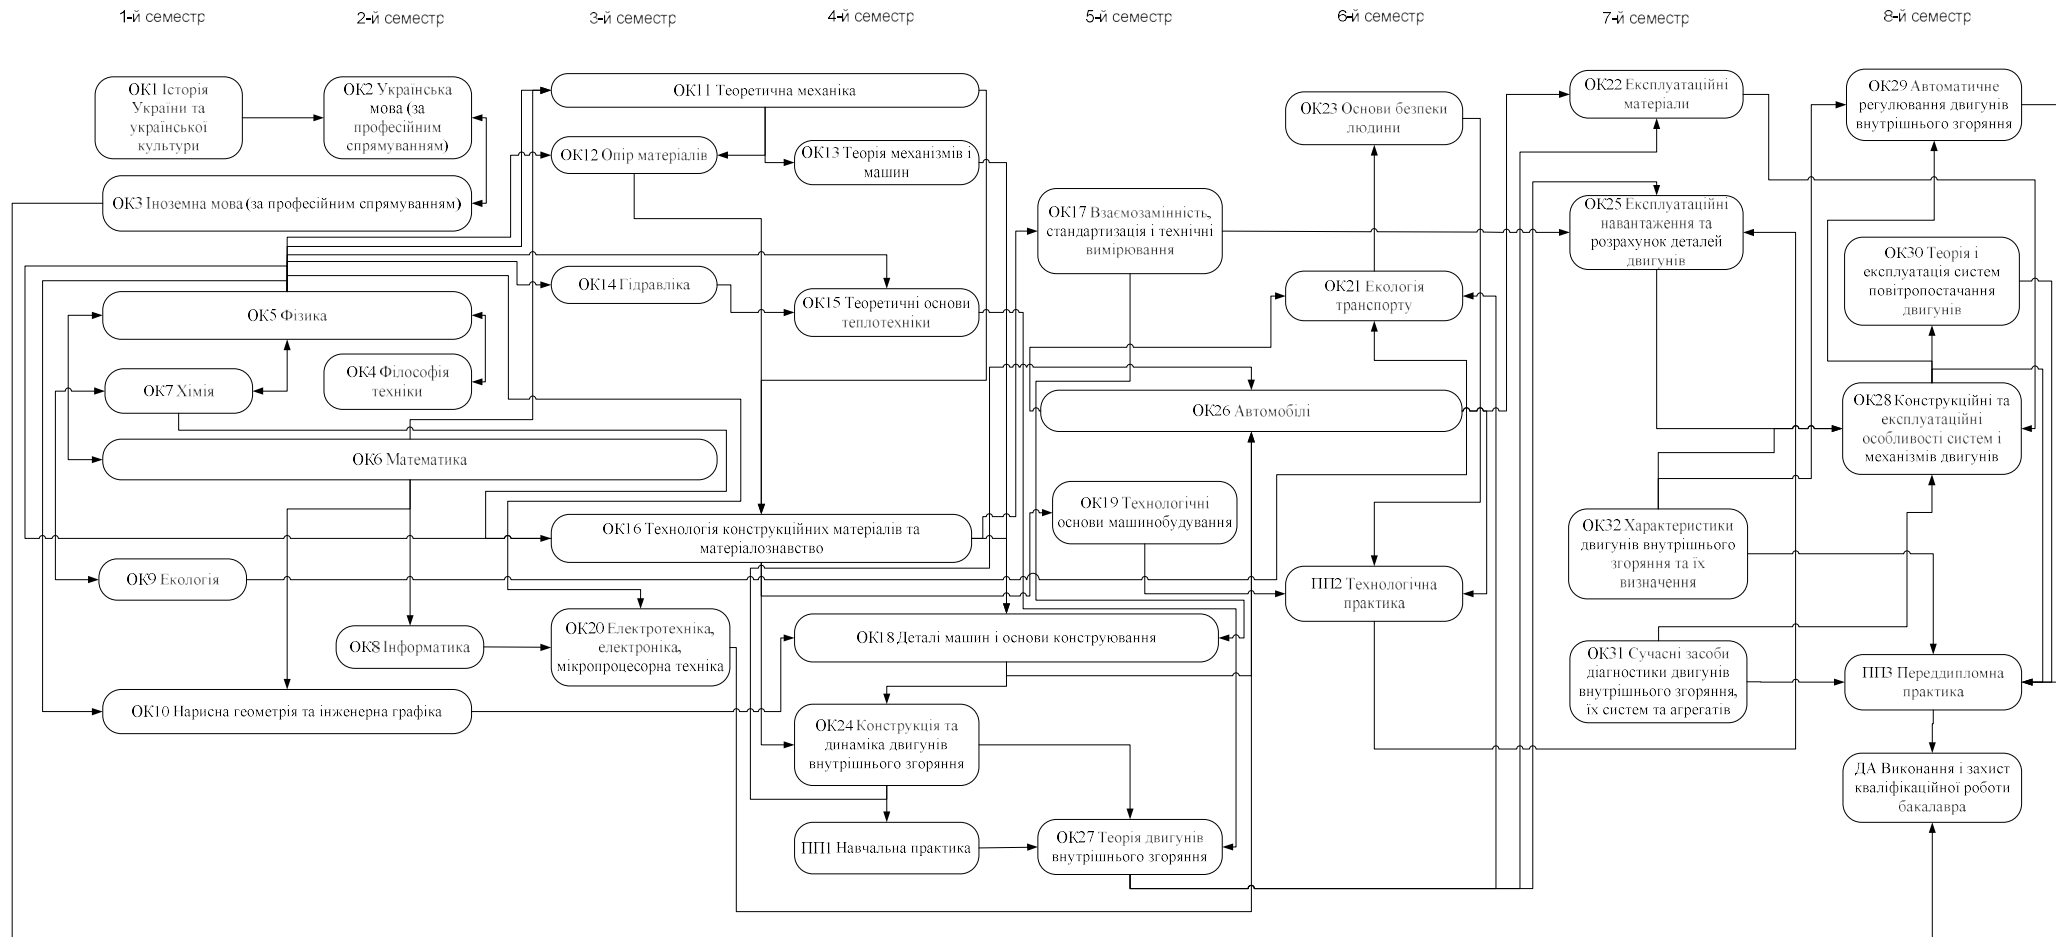 1-й семестр
2-й семестр
3-й семестр
4-й семестр
5-й семестр
6-й семестр
7-й семестр
8-й семестр
ОК1 Історія
України та
української
культури
ОК2 Українська
мова (за
професійним
спрямуванням)
ОК3 Іноземна мова (за професійним спрямуванням)
ОК5 Фізика
ОК4 Філософія
техніки
ОК7 Хімія
ОК6 Математика
ОК9 Екологія
ОК8 Інформатика
ОК10 Нарисна геометрія та інженерна графіка
ОК11 Теоретична механіка
ОК12 Опір матеріалів
ОК13 Теорія механізмів і
машин
ОК14 Гідравліка
ОК15 Теоретичні основи
теплотехніки
ОК16 Технологія конструкційних матеріалів та
матеріалознавство
ОК20 Електротехніка,
електроніка,
мікропроцесорна техніка
ОК18 Деталі машин і основи конструювання
ОК24 Конструкція та
динаміка двигунів
внутрішнього згоряння
ПП1 Навчальна практика
ОК17 Взаємозамінність,
стандартизація і технічні
вимірювання
ОК26 Автомобілі
ОК19 Технологічні
основи машинобудування
ОК27 Теорія двигунів
внутрішнього згоряння
ОК23 Основи безпеки
людини
ОК21 Екологія
транспорту
ПП2 Технологічна
практика
ОК22 Експлуатаційні
матеріали
ОК25 Експлуатаційні
навантаження та
розрахунок деталей
двигунів
ОК32 Характеристики
двигунів внутрішнього
згоряння та їх
визначення
ОК31 Сучасні засоби
діагностики двигунів
внутрішнього згоряння,
їх систем та агрегатів
ОК29 Автоматичне
регулювання двигунів
внутрішнього згоряння
ОК30 Теорія і
експлуатація систем
повітропостачання
двигунів
ОК28 Конструкційні та
експлуатаційні
особливості систем і
механізмів двигунів
ПП3 Переддипломна
практика
ДА Виконання і захист
кваліфікаційної роботи
бакалавра